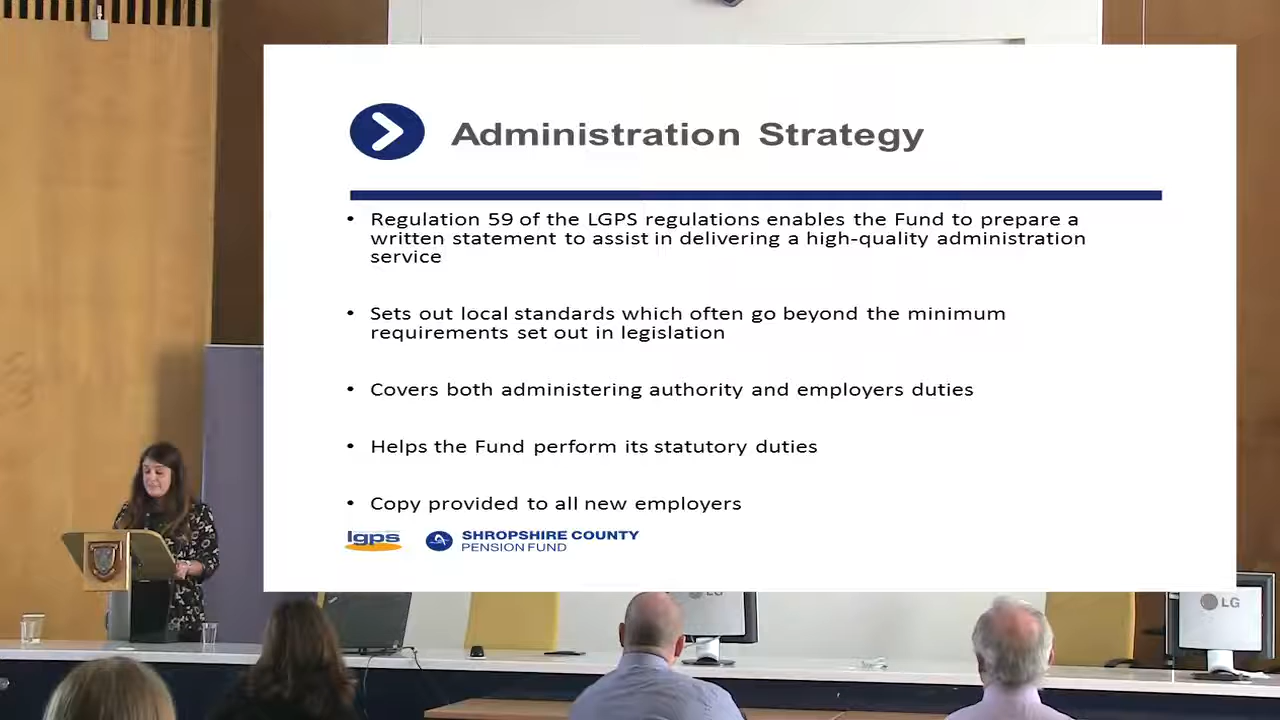 Administration Strategy
• Regulation 59 of the LGPS regulations enables the Fund to prepare a
written statement to assist in delivering a high-quality administration
service
• Sets out local standards which often go beyond the minimum
requirements set out in legislation
• Covers both administering authority and employers duties
• Helps the Fund perform its statutory duties
• Copy provided to all new employers
lgps
SHROPSHIRE COUNTY
PENSION FUND
LG
LG